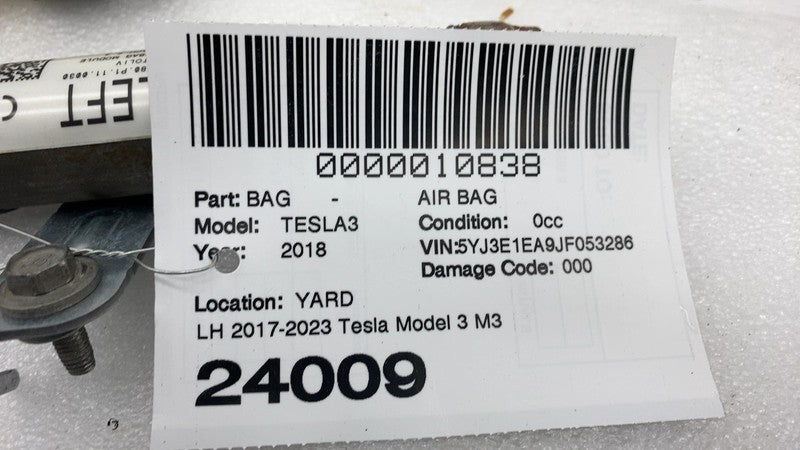 0000010838
Part: BAG - AIR BAG
Model: TESLA3 Condition: 0cc
Year: 2018 VIN:5YJ3E1EA9JF053286
Damage Code: 000
Location: YARD
LH 2017-2023 Tesla Model 3 M3
24009
LEFT